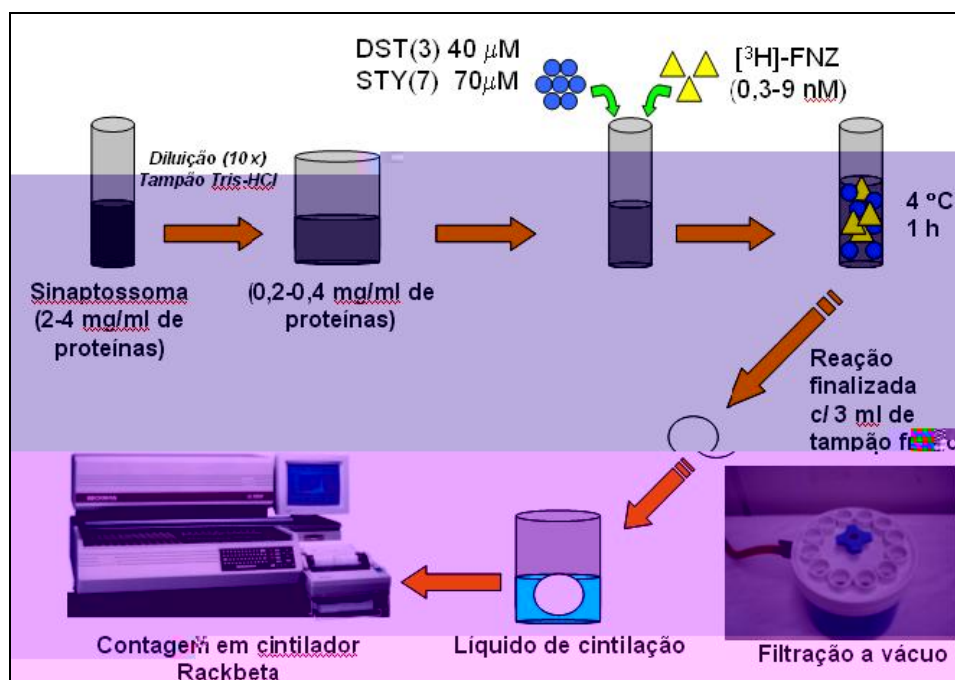 DST(3) 40 µM
STY(7) 70µM
[³H]-FNZ
(0,3-9 nM)
Diluição (10x)
Tampão Tris-HCl
4 ºC
1 h
Sinaptossoma
(2-4 mg/ml de
proteínas)
(0,2-0,4 mg/ml de
proteínas)
Reação
finalizada
c/ 3 ml de
tampão
Contagem em cintilador
Rackbeta
Líquido de cintilação
Filtração a vácuo